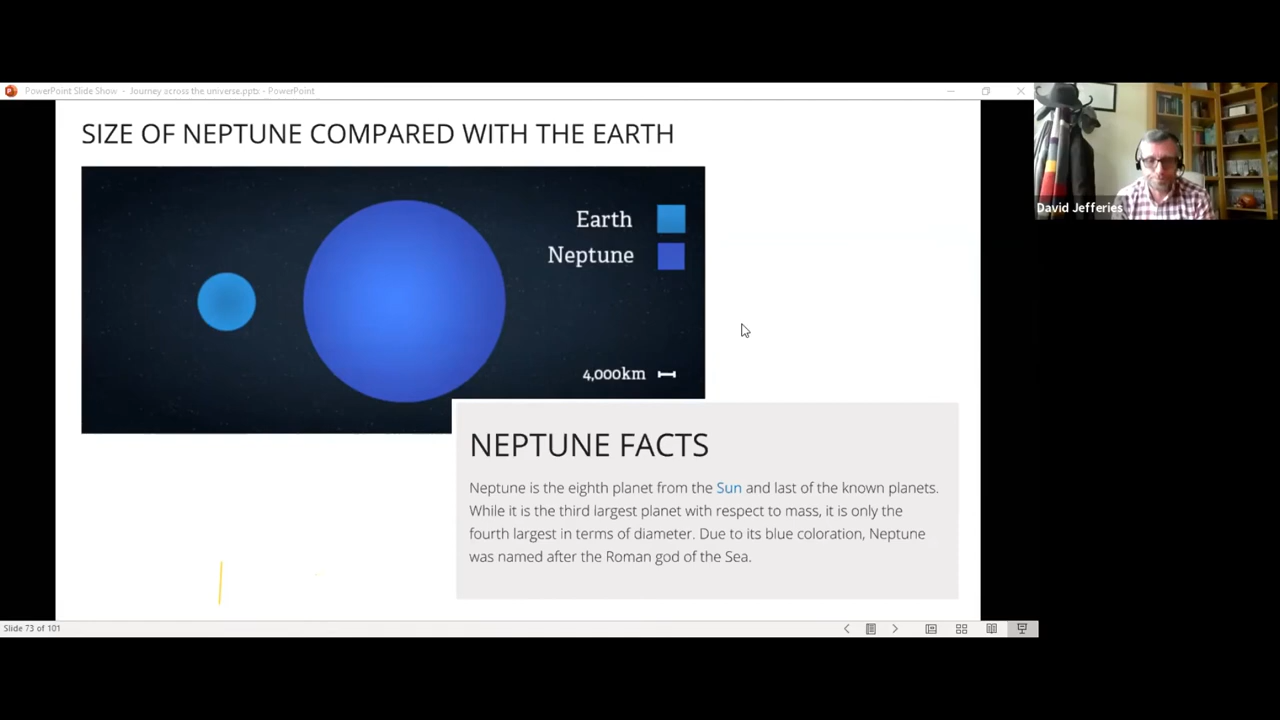 PowerPoint Slide Show - Journey across the universe.pptx - PowerPoint
SIZE OF NEPTUNE COMPARED WITH THE EARTH
Earth
Neptune
4,000km
David Jefferies
NEPTUNE FACTS
Neptune is the eighth planet from the Sun and last of the known planets.
While it is the third largest planet with respect to mass, it is only the
fourth largest in terms of diameter. Due to its blue coloration, Neptune
was named after the Roman god of the Sea.
Slide 73 of 101